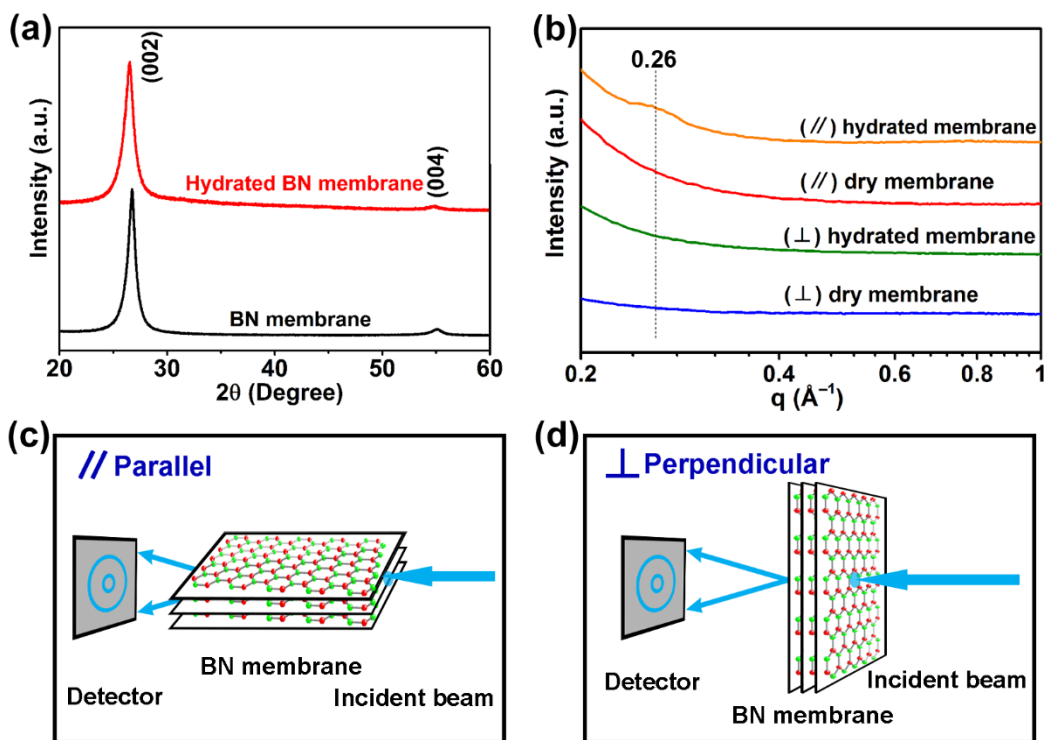 (a)
(002)
Hydrated BN membrane
(004)
BN membrane
Intensity (a.u.)
20 30 40 50 60
2θ (Degree)
(b)
0.26
(//) hydrated membrane
(//) dry membrane
(⊥) hydrated membrane
(⊥) dry membrane
Intensity (a.u.)
0.2 0.4 0.6 0.8 1
q (Å⁻¹)
(c)
// Parallel
BN membrane
Detector
Incident beam
(d)
⊥ Perpendicular
Detector
Incident beam
BN membrane